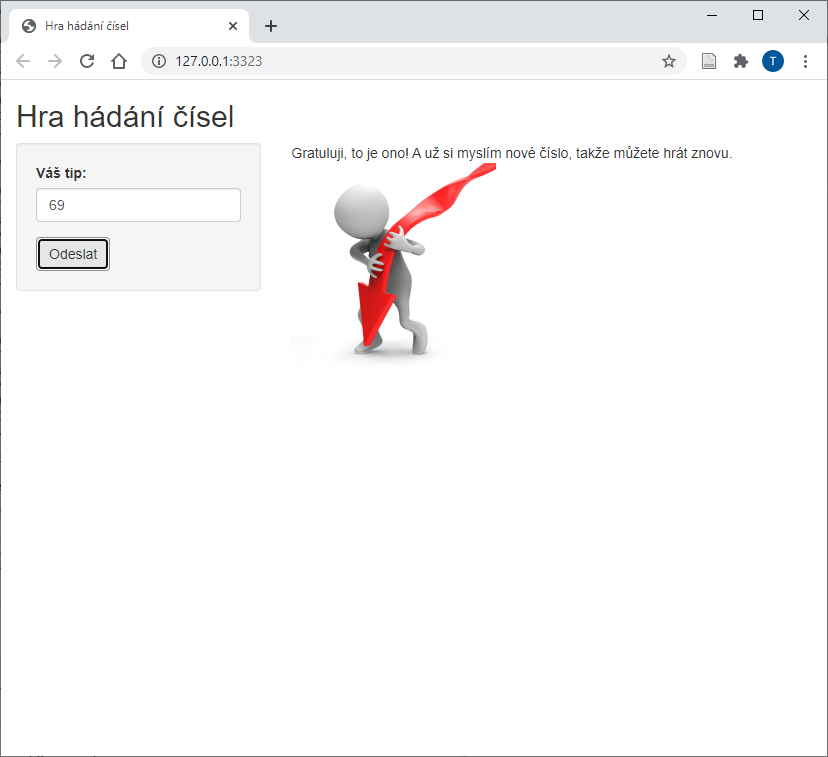 Hra hádání čísel
127.0.0.1:3323
T
Hra hádání čísel
Váš tip:
69
Odeslat
Gratuluji, to je ono! A už si myslím nové číslo, takže můžete hrát znovu.